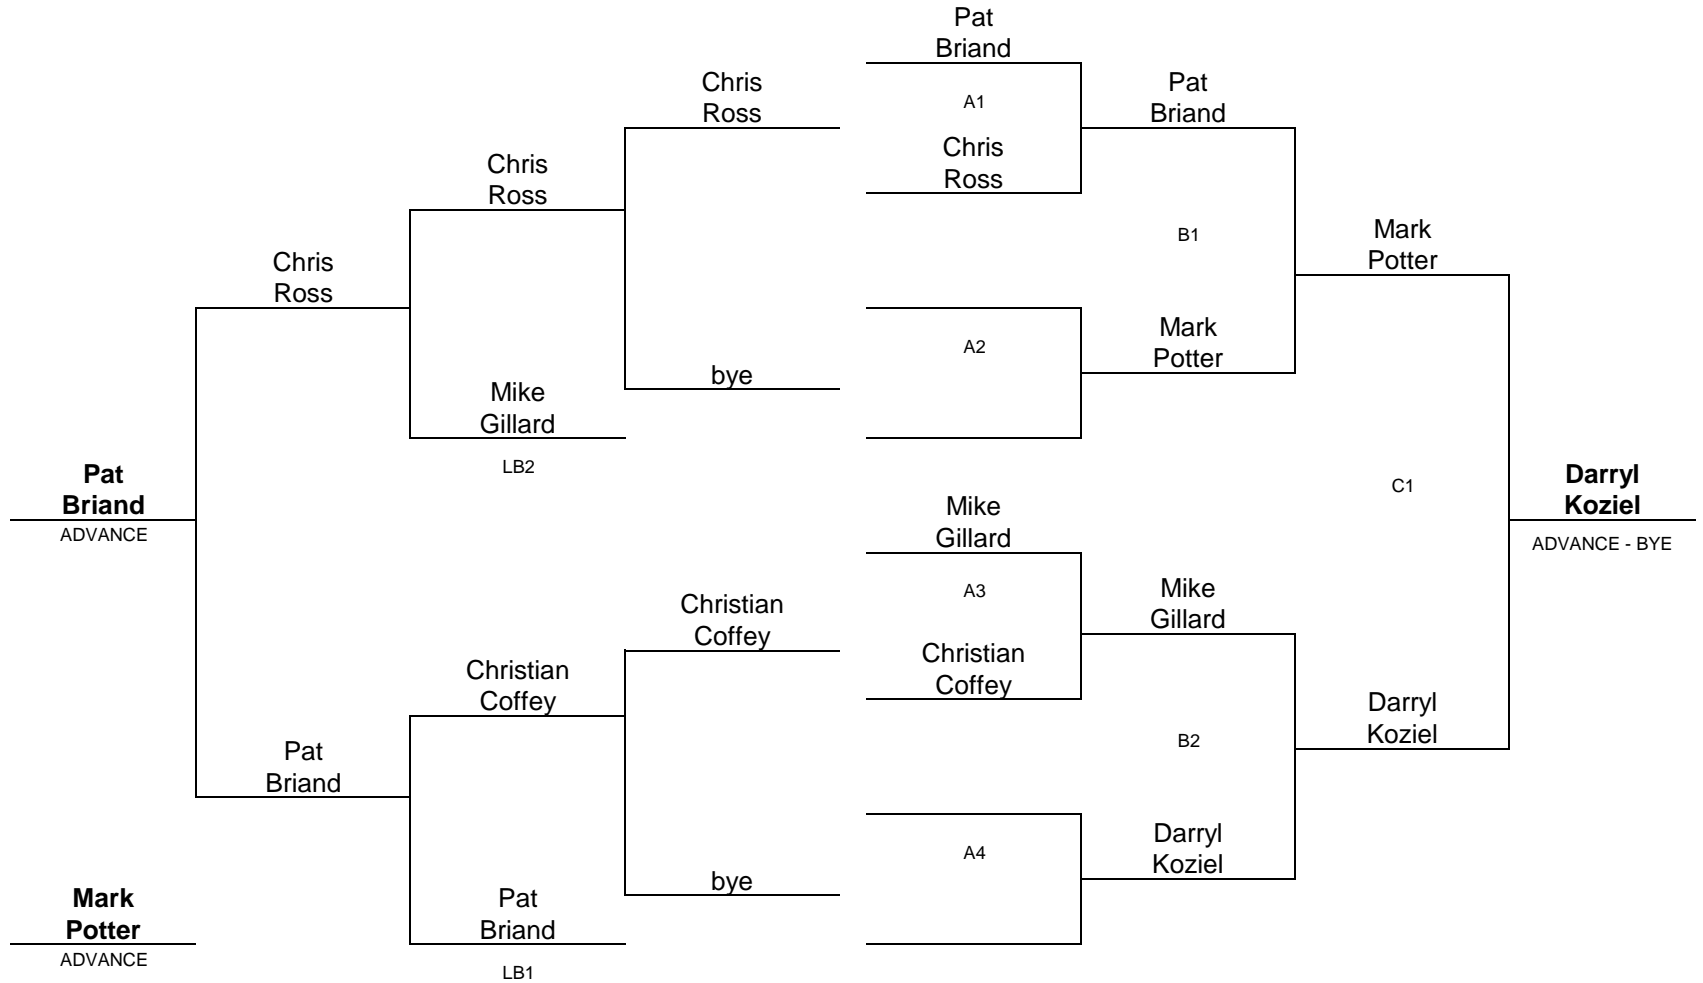 Pat
Briand
Chris
Ross
A1
Pat
Briand
Chris
Ross
Chris
Ross
B1
Mark
Potter
Chris
Ross
A2
Mark
Potter
bye
Mike
Gillard
LB2
Pat
Briand
ADVANCE
C1
Darryl
Koziel
ADVANCE - BYE
Mike
Gillard
A3
Mike
Gillard
Christian
Coffey
Christian
Coffey
Christian
Coffey
B2
Darryl
Koziel
Pat
Briand
A4
Darryl
Koziel
bye
Mark
Potter
ADVANCE
Pat
Briand
LB1